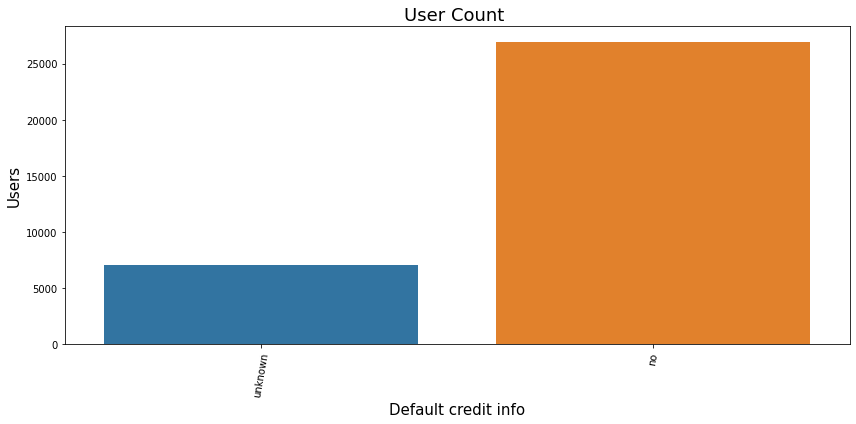 User Count
Users
25000
20000
15000
10000
5000
0
unknown
no
Default credit info